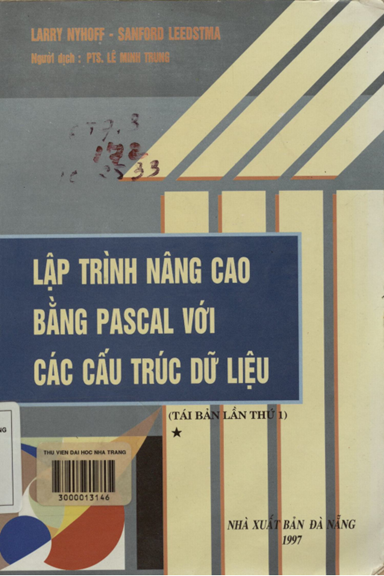 LARRY NYHOFF - SANFORD LEEDSTMA
Người dịch : PTS. LÊ MINH TRUNG
LẬP TRÌNH NÂNG CAO
BẰNG PASCAL VỚI
CÁC CẤU TRÚC DỮ LIỆU
(TÁI BẢN LẦN THỨ 1)
★
THU VIEN DAI HOC NHA TRANG
3000013146
NHÀ XUẤT BẢN ĐÀ NẴNG
1997